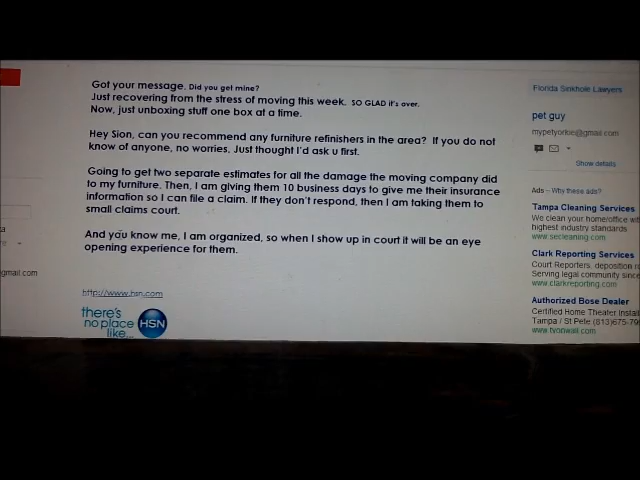 Got your message. Did you get mine?
Just recovering from the stress of moving this week. SO GLAD it's over.
Now, just unboxing stuff one box at a time.
Hey Sion, can you recommend any furniture refinishers in the area? If you do not
know of anyone, no worries. Just thought I'd ask u first.
Going to get two separate estimates for all the damage the moving company did
to my furniture. Then, I am giving them 10 business days to give me their insurance
information so I can file a claim. If they don't respond, then I am taking them to
small claims court.
And you know me, I am organized, so when I show up in court it will be an eye
opening experience for them.
http://www.hsn.com
there's
no place
like...
HSN
gmail.com
Florida Sinkhole Lawyers
pet guy
mypetyorkie@gmail.com
Show details
Ads – Why these ads?
Tampa Cleaning Services
We clean your home/office wit
highest industry standards
www.secleaning.com
Clark Reporting Services
Court Reporters, deposition ro
Serving legal community since
www.clarkreporting.com
Authorized Bose Dealer
Certified Home Theater Instal
Tampa / St Pete (813)675-79
www.tvonwall.com